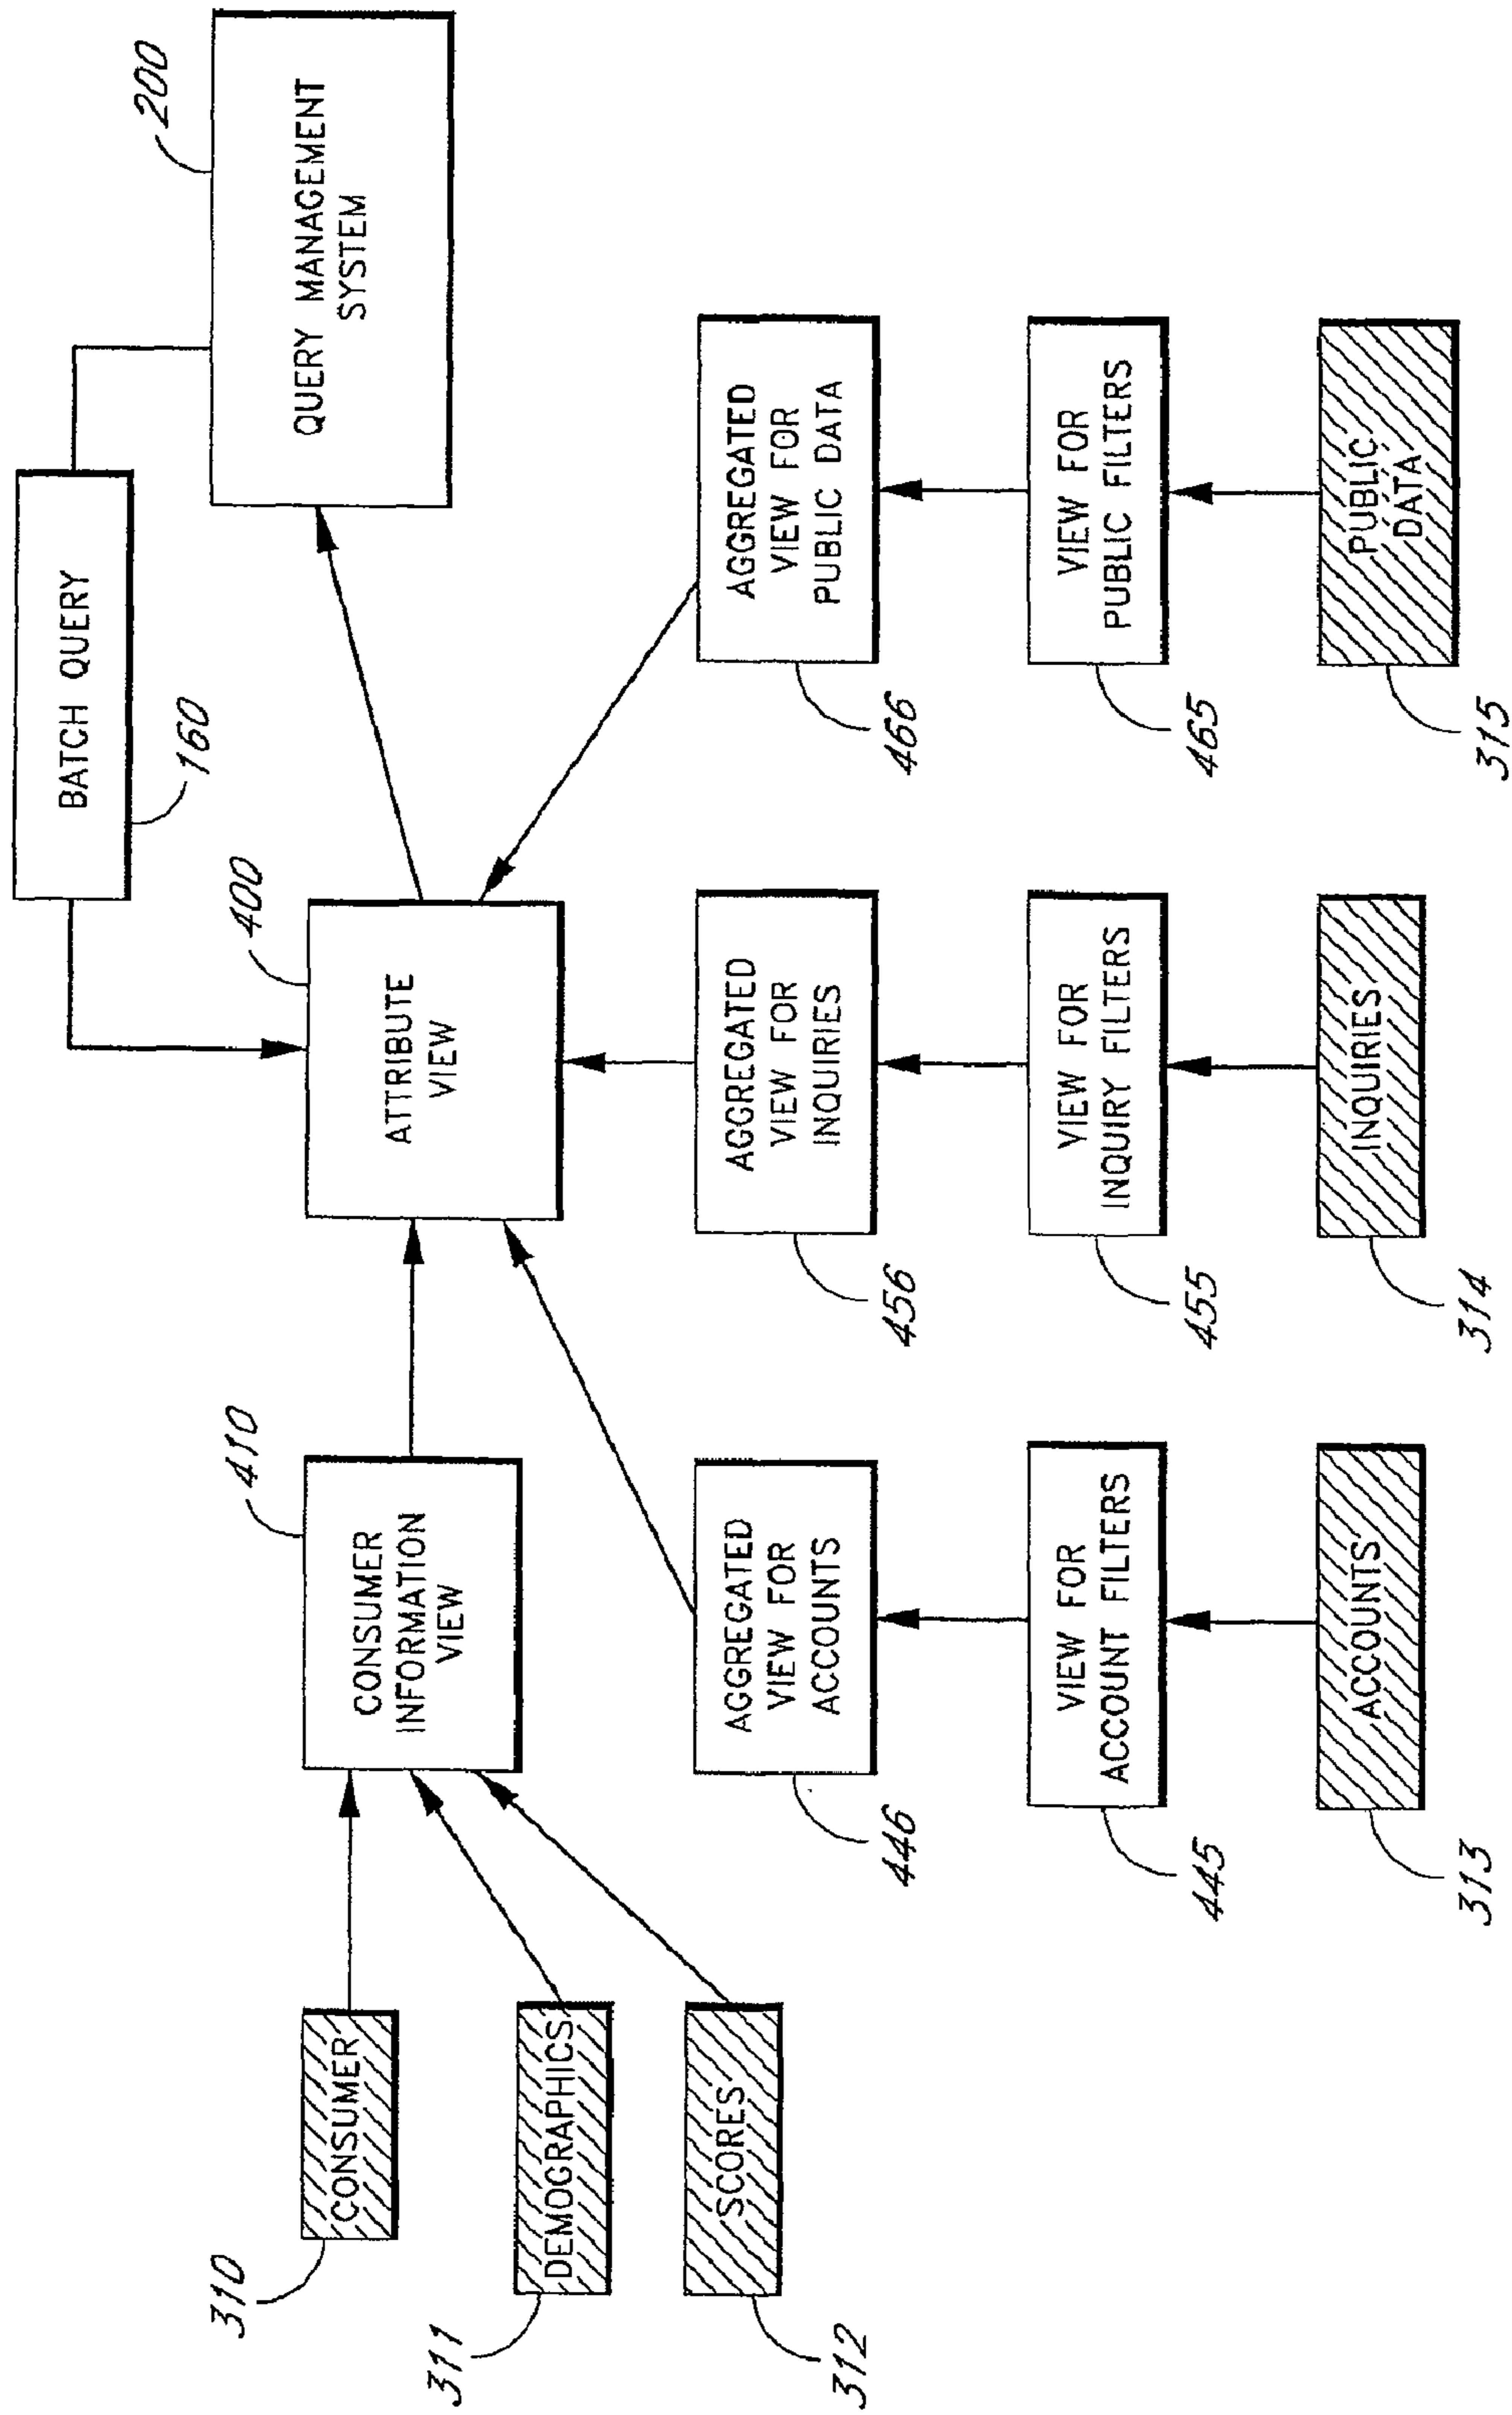 BATCH QUERY
160
200
QUERY MANAGEMENT
SYSTEM
400
ATTRIBUTE
VIEW
410
CONSUMER
INFORMATION
VIEW
310
CONSUMER
311
DEMOGRAPHICS
312
SCORES
AGGREGATED
VIEW FOR
ACCOUNTS
446
AGGREGATED
VIEW FOR
INQUIRIES
456
AGGREGATED
VIEW FOR
PUBLIC DATA
466
VIEW FOR
ACCOUNT FILTERS
445
VIEW FOR
INQUIRY FILTERS
455
VIEW FOR
PUBLIC FILTERS
465
ACCOUNTS
313
INQUIRIES
314
PUBLIC
DATA
315